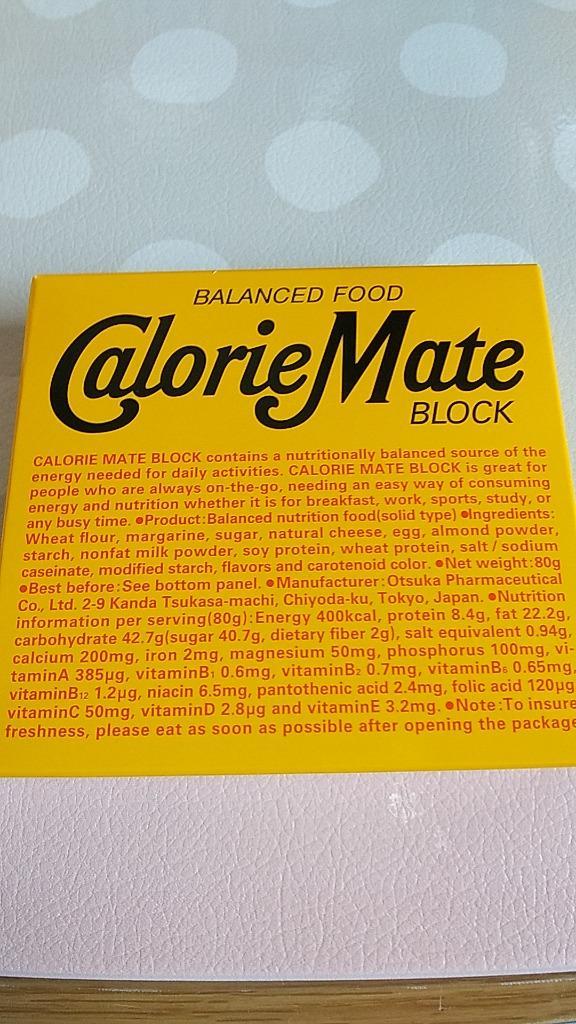 BALANCED FOOD
CalorieMate
BLOCK
CALORIE MATE BLOCK contains a nutritionally balanced source of the
energy needed for daily activities. CALORIE MATE BLOCK is great for
people who are always on-the-go, needing an easy way of consuming
energy and nutrition whether it is for breakfast, work, sports, study, or
any busy time. ●Product:Balanced nutrition food(solid type) ●Ingredients:
Wheat flour, margarine, sugar, natural cheese, egg, almond powder,
starch, nonfat milk powder, soy protein, wheat protein, salt / sodium
caseinate, modified starch, flavors and carotenoid color. ●Net weight:80g
●Best before:See bottom panel. ●Manufacturer:Otsuka Pharmaceutical
Co., Ltd. 2-9 Kanda Tsukasa-machi, Chiyoda-ku, Tokyo, Japan. ●Nutrition
information per serving(80g):Energy 400kcal, protein 8.4g, fat 22.2g,
carbohydrate 42.7g(sugar 40.7g, dietary fiber 2g), salt equivalent 0.94g,
calcium 200mg, iron 2mg, magnesium 50mg, phosphorus 100mg, vi-
taminA 385μg, vitaminB₁ 0.6mg, vitaminB₂ 0.7mg, vitaminB₆ 0.65mg,
vitaminB₁₂ 1.2μg, niacin 6.5mg, pantothenic acid 2.4mg, folic acid 120μg
vitaminC 50mg, vitaminD 2.8μg and vitaminE 3.2mg. ●Note:To insure
freshness, please eat as soon as possible after opening the package